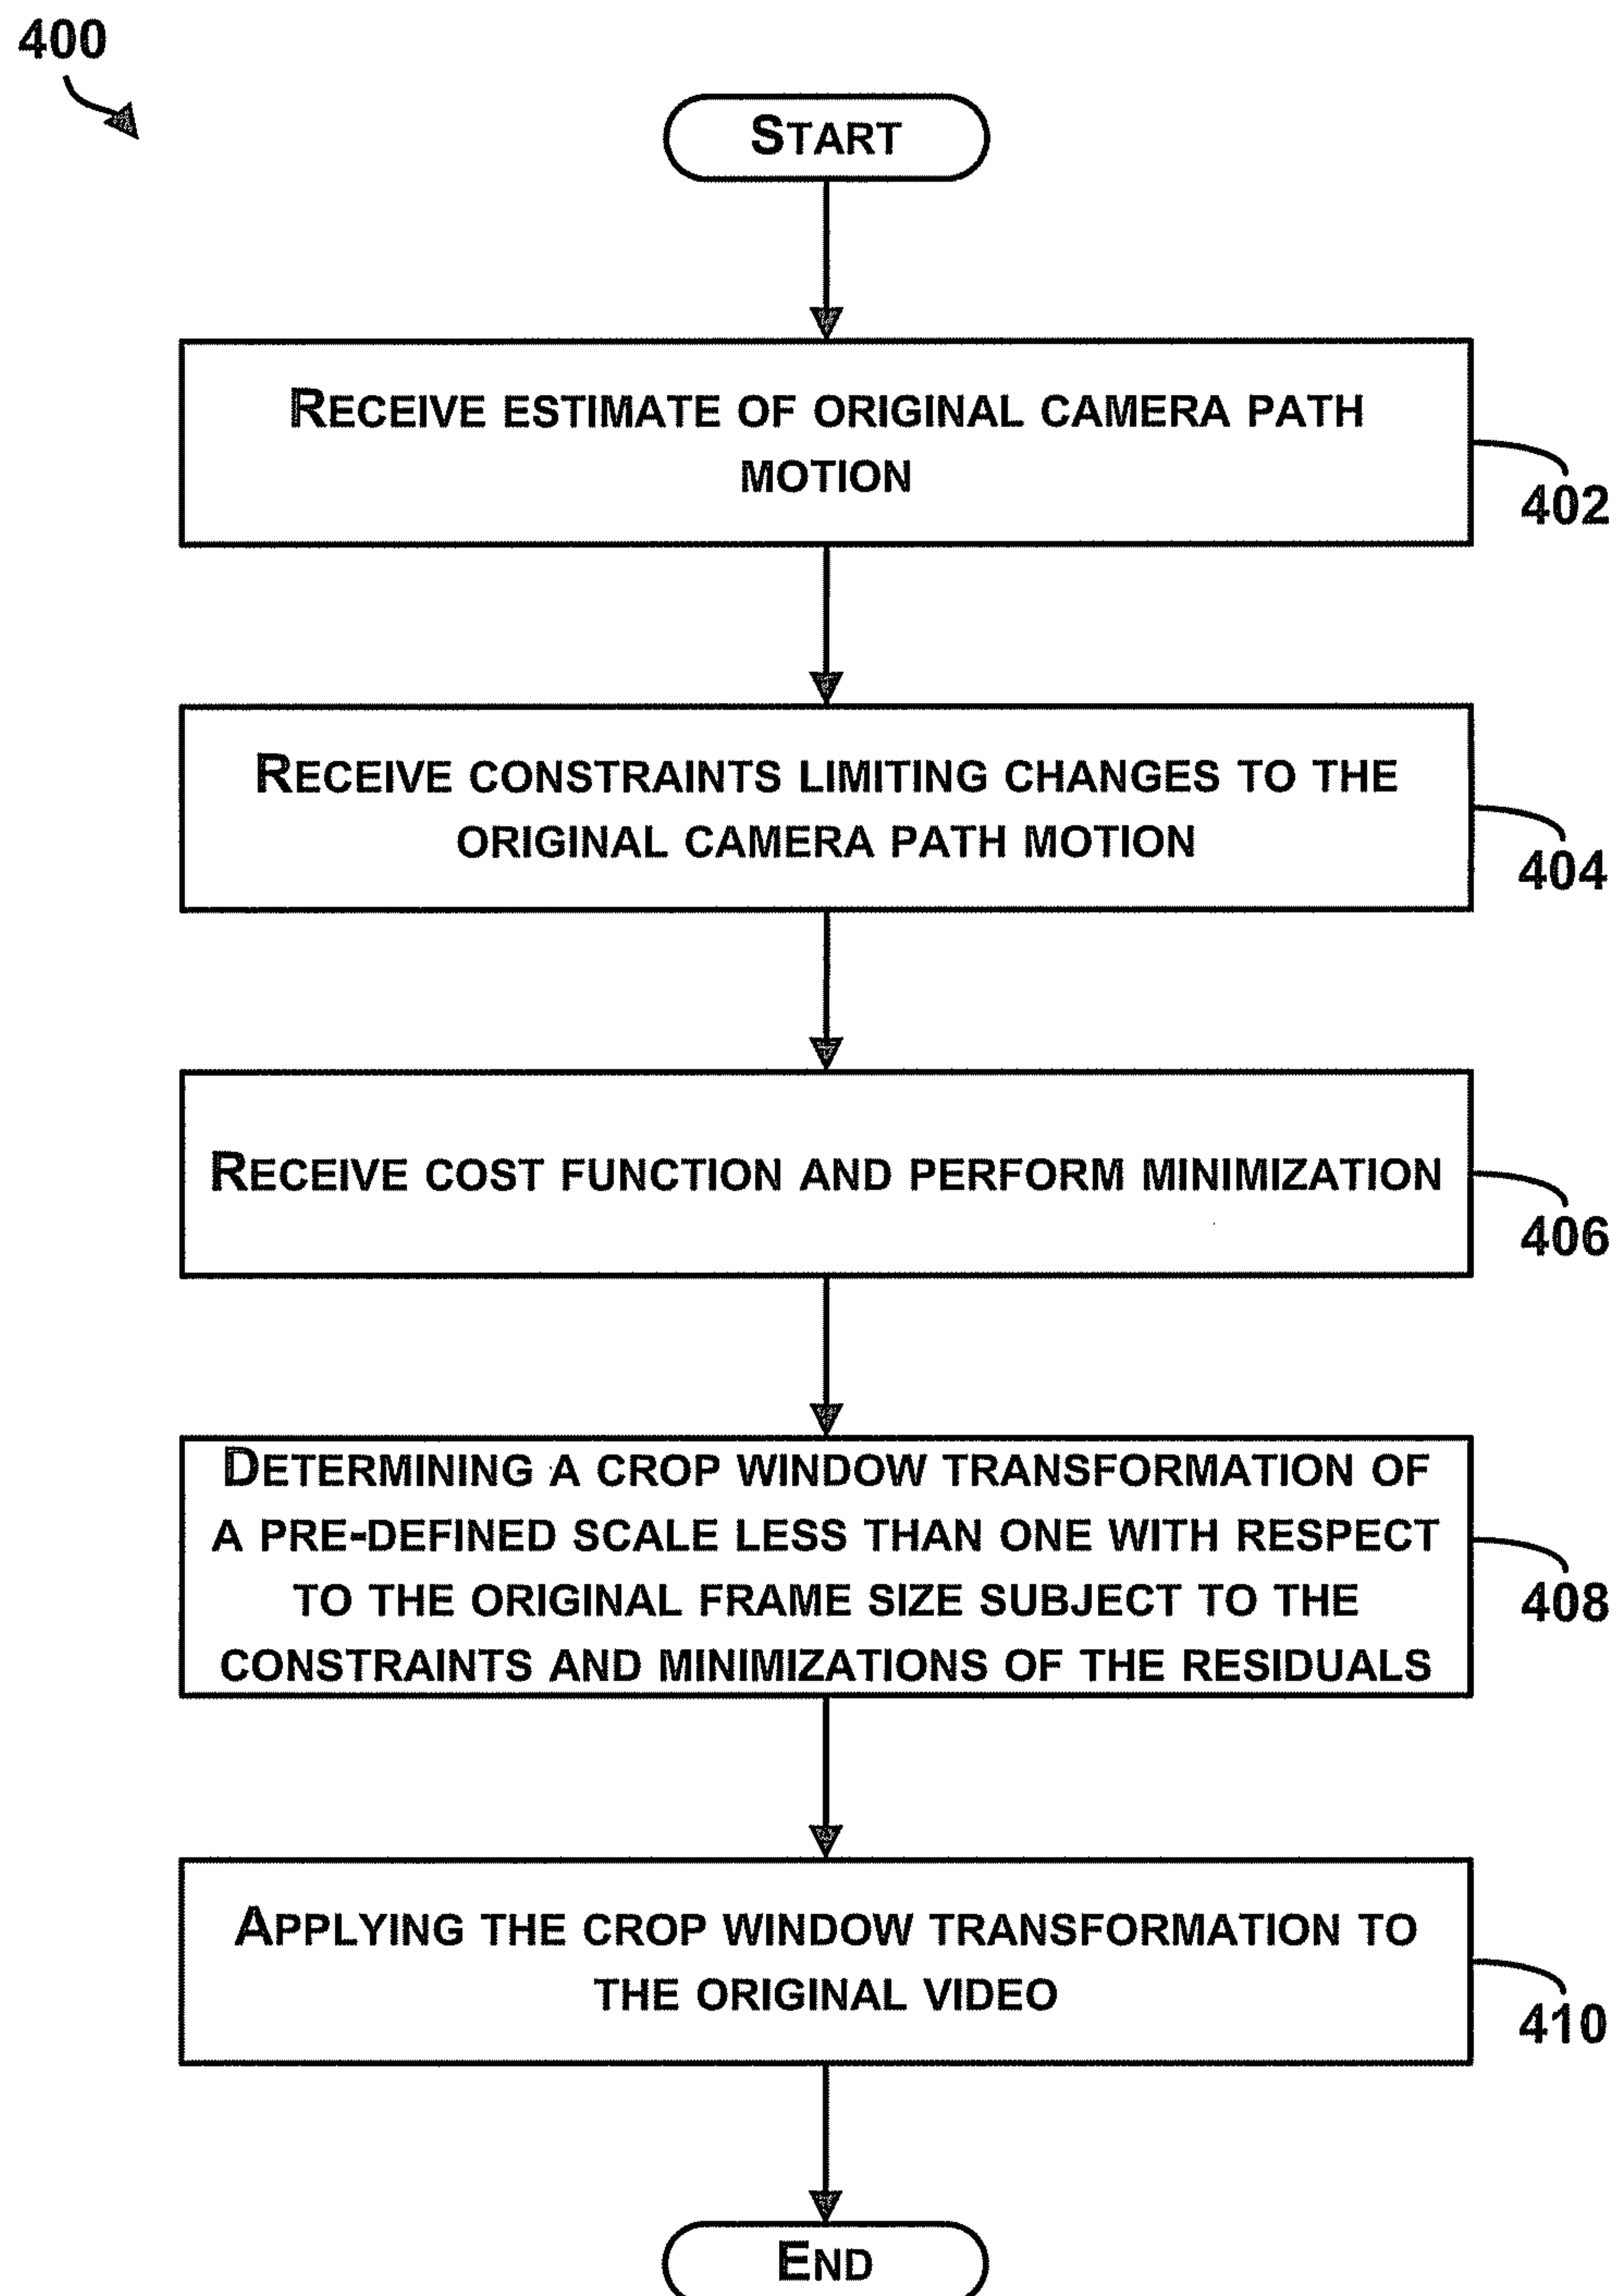 400
START
RECEIVE ESTIMATE OF ORIGINAL CAMERA PATH
MOTION
402
RECEIVE CONSTRAINTS LIMITING CHANGES TO THE
ORIGINAL CAMERA PATH MOTION
404
RECEIVE COST FUNCTION AND PERFORM MINIMIZATION
406
DETERMINING A CROP WINDOW TRANSFORMATION OF
A PRE-DEFINED SCALE LESS THAN ONE WITH RESPECT
TO THE ORIGINAL FRAME SIZE SUBJECT TO THE
CONSTRAINTS AND MINIMIZATIONS OF THE RESIDUALS
408
APPLYING THE CROP WINDOW TRANSFORMATION TO
THE ORIGINAL VIDEO
410
END